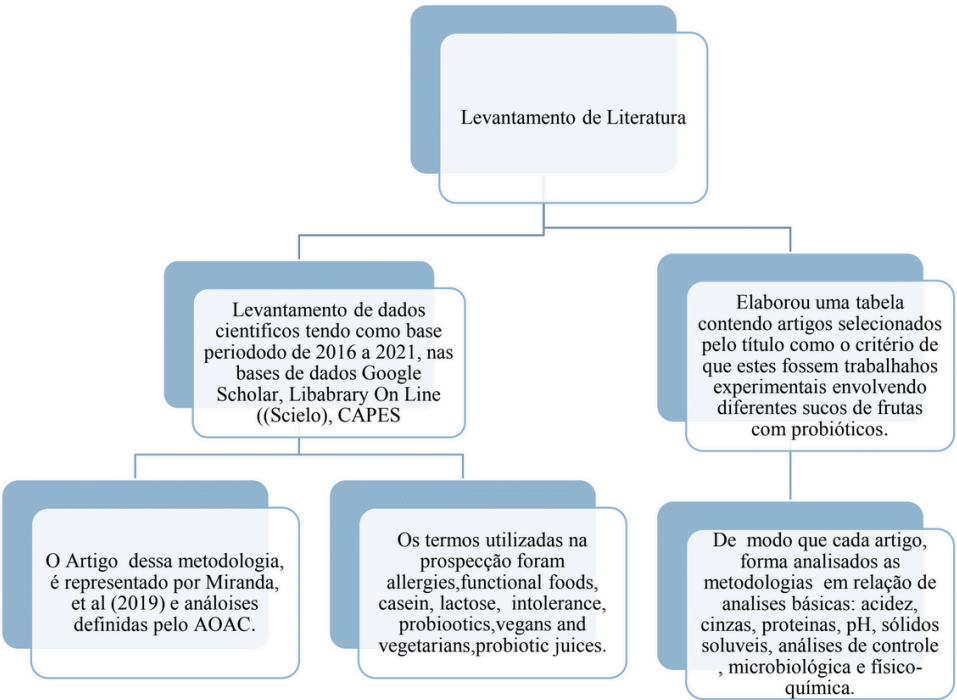 Levantamento de Literatura
Levantamento de dados
cientifícos tendo como base
periododo de 2016 a 2021, nas
bases de dados Google
Scholar, Libabrary On Line
((Scielo), CAPES
Elaborou uma tabela
contendo artigos selecionados
pelo título como o critério de
que estes fossem trabalhahos
experimentais envolvendo
diferentes sucos de frutas
com probióticos.
O Artigo dessa metodologia,
é representado por Miranda,
et al (2019) e análoises
definidas pelo AOAC.
Os termos utilizadas na
prospecção foram
allergies,functional foods,
casein, lactose, intolerance,
probiootics,vegans and
vegetarians,probiotic juices.
De modo que cada artigo,
forma analisados as
metodologias em relação de
analises básicas: acidez,
cinzas, proteinas, pH, sólidos
soluveis, análises de controle
, microbiológica e físico-
química.